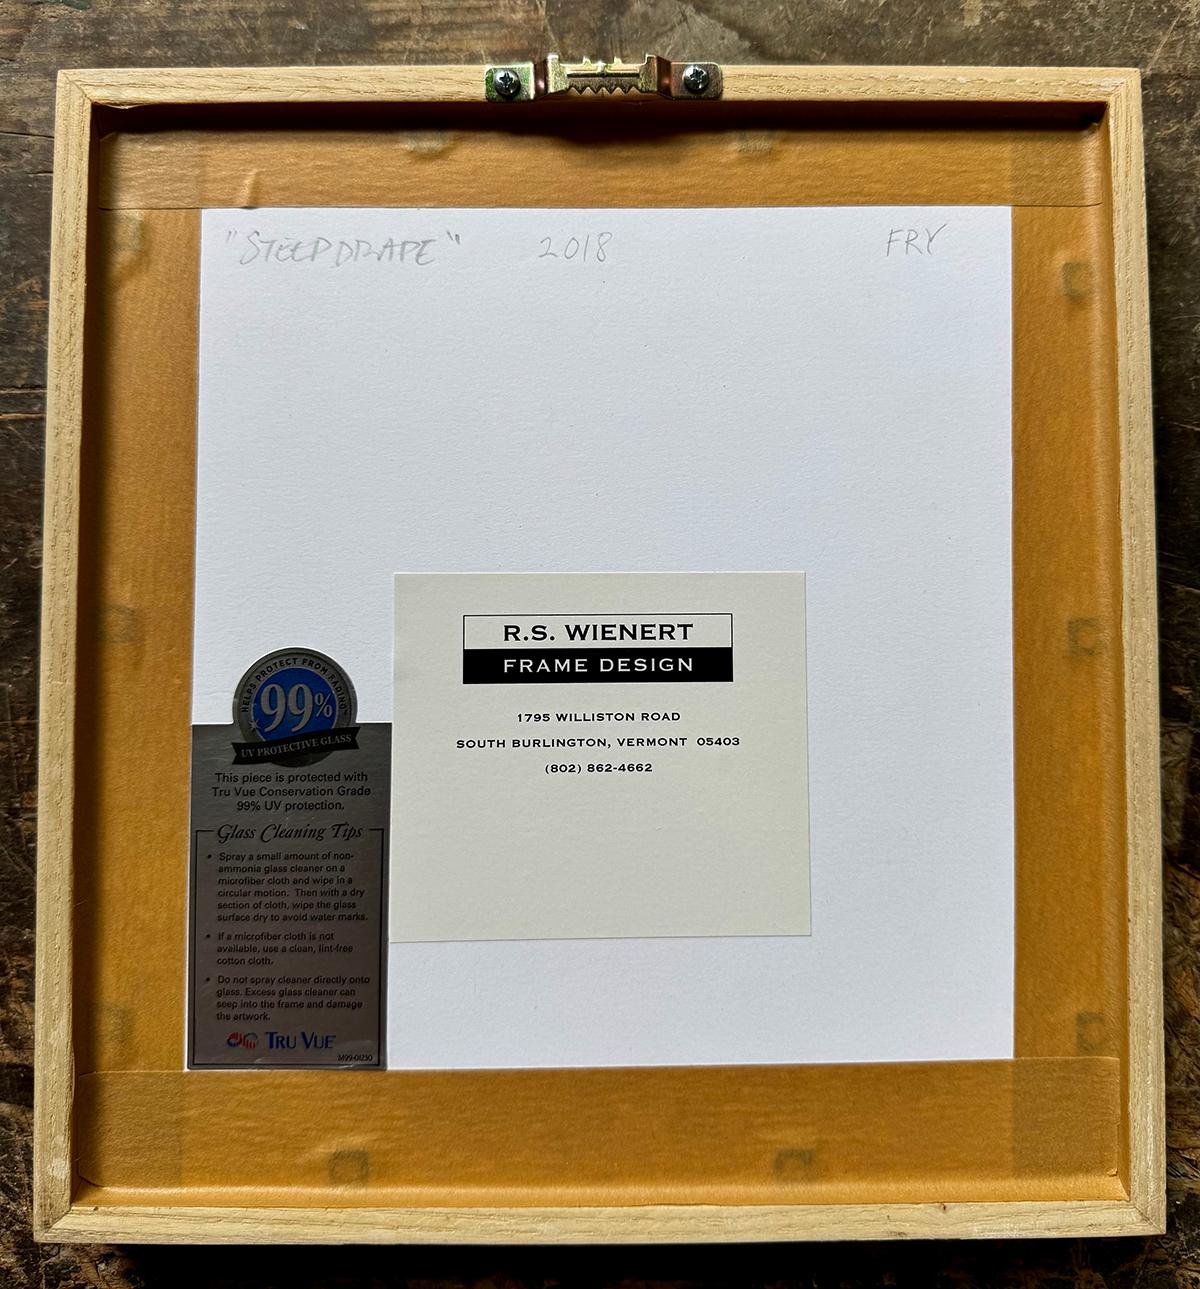 "STEEPDRAPE" 2018 FRY
R.S. WIENERT
FRAME DESIGN
1795 WILLISTON ROAD
SOUTH BURLINGTON, VERMONT 05403
(802) 862-4662
HELPS PROTECT FROM FADING
99%
UV PROTECTIVE GLASS
This piece is protected with
Tru Vue Conservation Grade
99% UV protection.
Glass Cleaning Tips
• Spray a small amount of non-
ammonia glass cleaner on a
microfiber cloth and wipe in a
circular motion. Then with a dry
section of cloth, wipe the glass
surface dry to avoid water marks.
• If a microfiber cloth is not
available, use a clean, lint-free
cotton cloth.
• Do not spray cleaner directly onto
glass. Excess glass cleaner can
seep into the frame and damage
the artwork.
TRU VUE